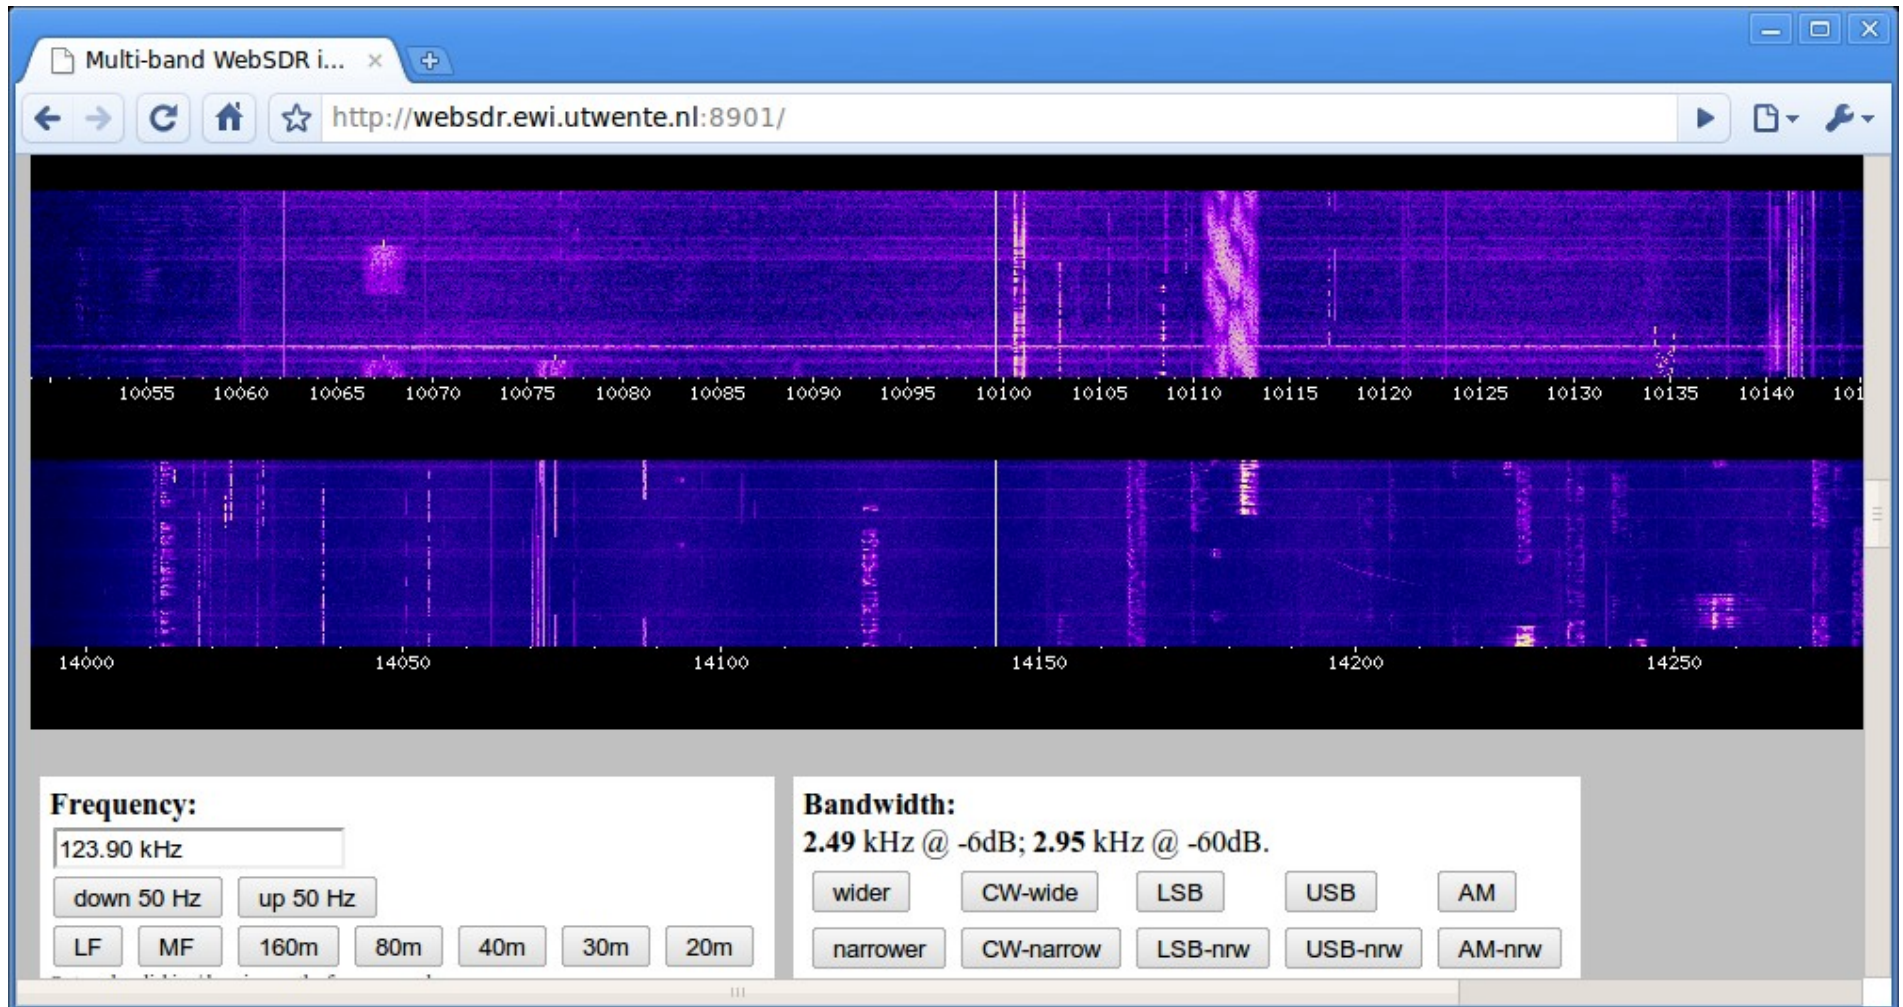 Multi-band WebSDR i...
http://websdr.ewi.utwente.nl:8901/
10055 10060 10065 10070 10075 10080 10085 10090 10095 10100 10105 10110 10115 10120 10125 10130 10135 10140 101
14000 14050 14100 14150 14200 14250
Frequency:
123.90 kHz
down 50 Hz up 50 Hz
LF MF 160m 80m 40m 30m 20m
Bandwidth:
2.49 kHz @ -6dB; 2.95 kHz @ -60dB.
wider CW-wide LSB USB AM
narrower CW-narrow LSB-nrw USB-nrw AM-nrw